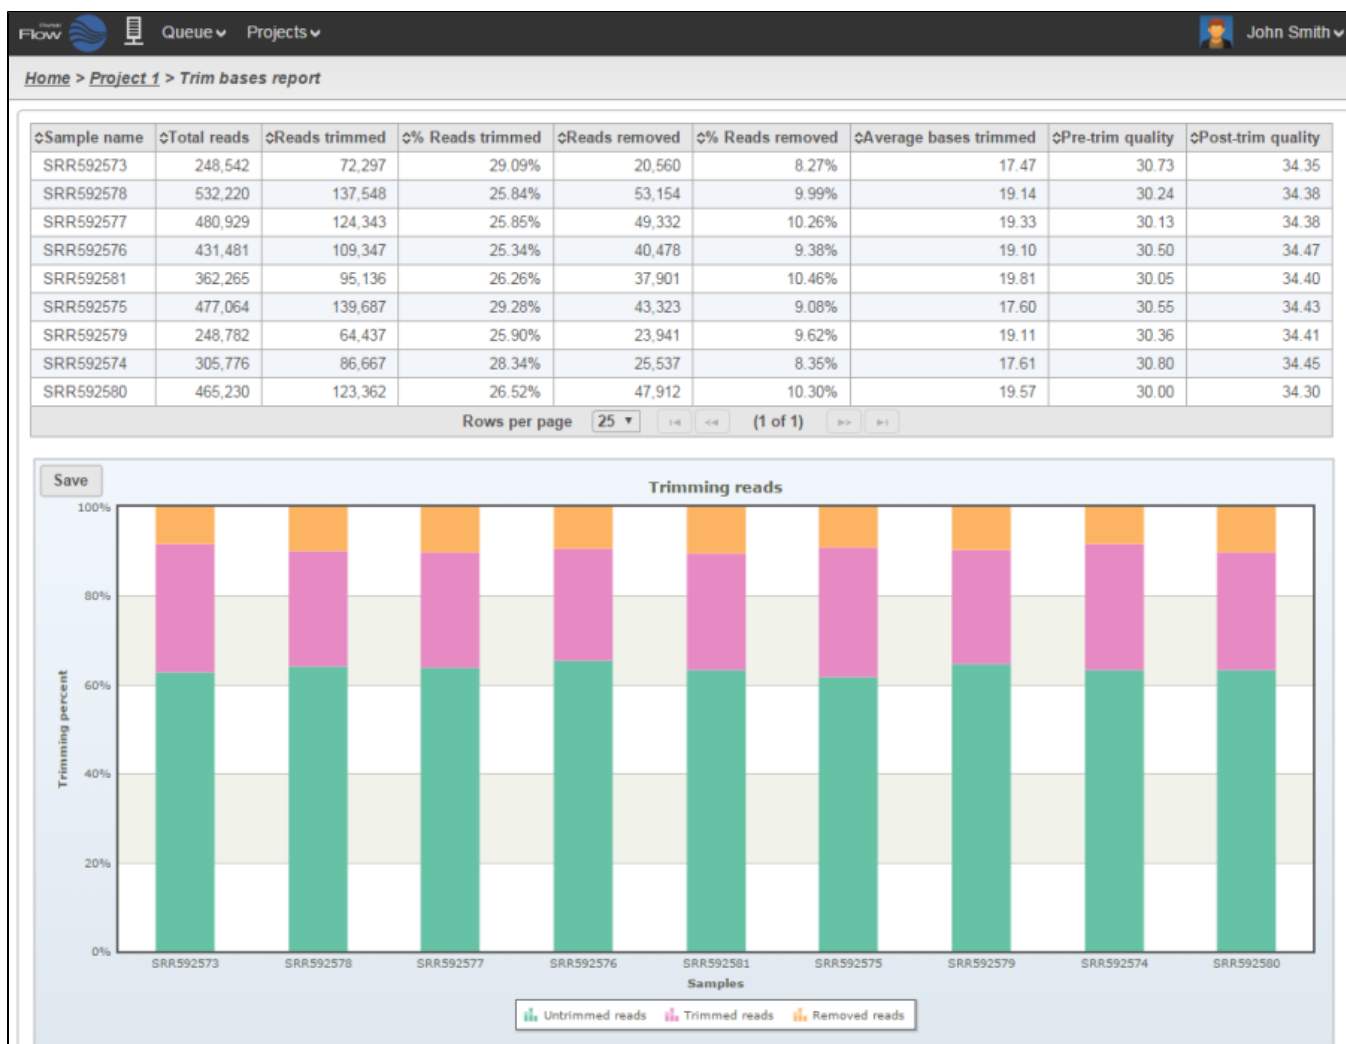 Flow Queue Projects John Smith
Home > Project 1 > Trim bases report
Sample name Total reads Reads trimmed % Reads trimmed Reads removed % Reads removed Average bases trimmed Pre-trim quality Post-trim quality
SRR592573 248,542 72,297 29.09% 20,560 8.27% 17.47 30.73 34.35
SRR592578 532,220 137,548 25.84% 53,154 9.99% 19.14 30.24 34.38
SRR592577 480,929 124,343 25.85% 49,332 10.26% 19.33 30.13 34.38
SRR592576 431,481 109,347 25.34% 40,478 9.38% 19.10 30.50 34.47
SRR592581 362,265 95,136 26.26% 37,901 10.46% 19.81 30.05 34.40
SRR592575 477,064 139,687 29.28% 43,323 9.08% 17.60 30.55 34.43
SRR592579 248,782 64,437 25.90% 23,941 9.62% 19.11 30.36 34.41
SRR592574 305,776 86,667 28.34% 25,537 8.35% 17.61 30.80 34.45
SRR592580 465,230 123,362 26.52% 47,912 10.30% 19.57 30.00 34.30
Rows per page 25 (1 of 1)
Save
Trimming reads
100%
80%
60%
40%
20%
0%
Trimming percent
SRR592573 SRR592578 SRR592577 SRR592576 SRR592581 SRR592575 SRR592579 SRR592574 SRR592580
Samples
Untrimmed reads Trimmed reads Removed reads